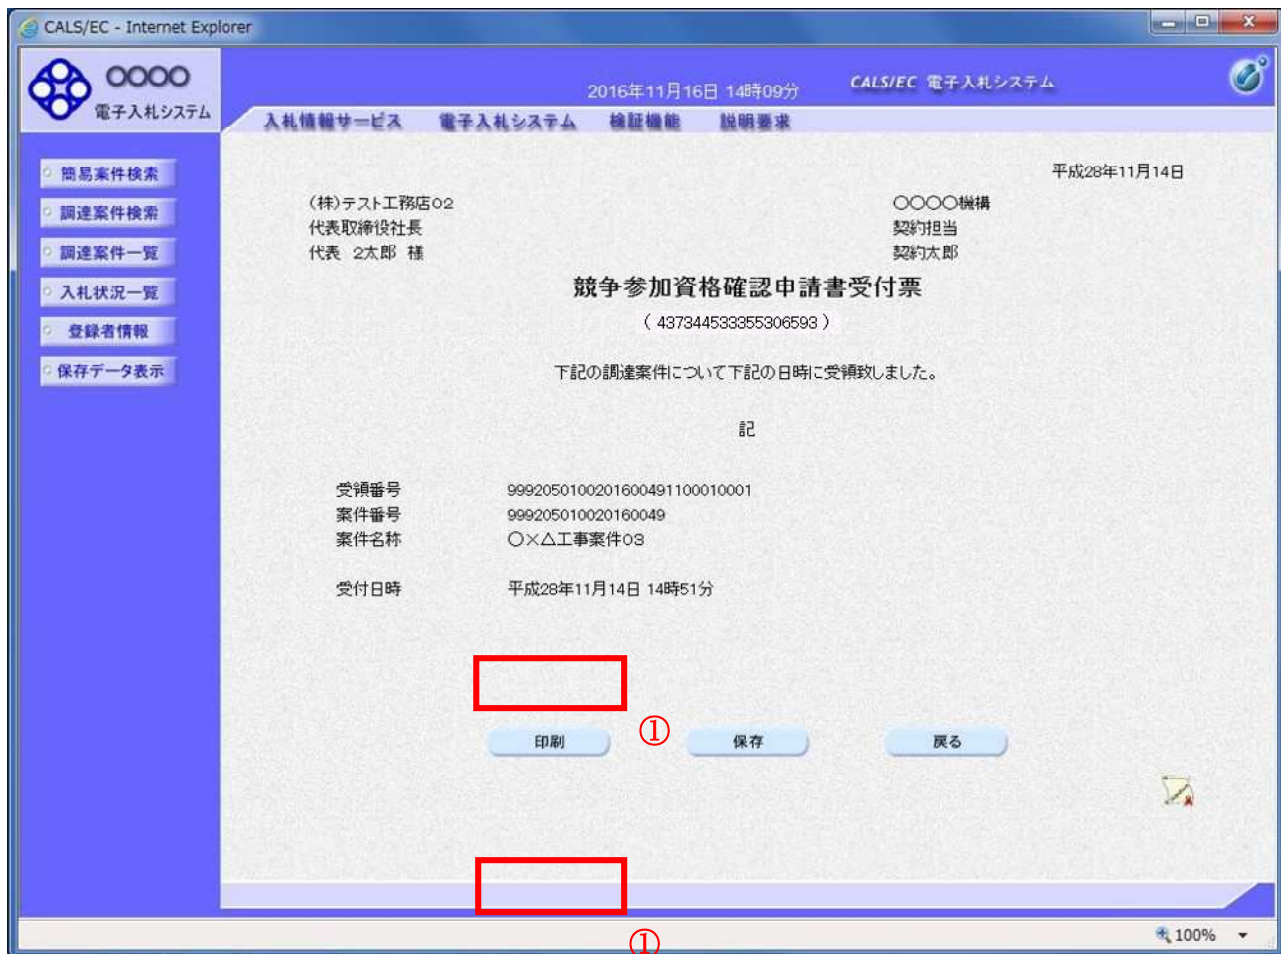 CALS/EC - Internet Explorer
○○○○
電子入札システム
2016年11月16日 14時09分
CALS/EC 電子入札システム
入札情報サービス 電子入札システム 検証機能 説明要求
簡易案件検索
調達案件検索
調達案件一覧
入札状況一覧
登録者情報
保存データ表示
平成28年11月14日
(株)テスト工務店02
代表取締役社長
代表 2太郎 様
○○○○機構
契約担当
契約太郎
競争参加資格確認申請書受付票
( 437344533355306593 )
下記の調達案件について下記の日時に受領致しました。
記
受領番号 9992050100201600491100010001
案件番号 999205010020160049
案件名称 ○×△工事案件03
受付日時 平成28年11月14日 14時51分
①
印刷 保存 戻る
①
100%